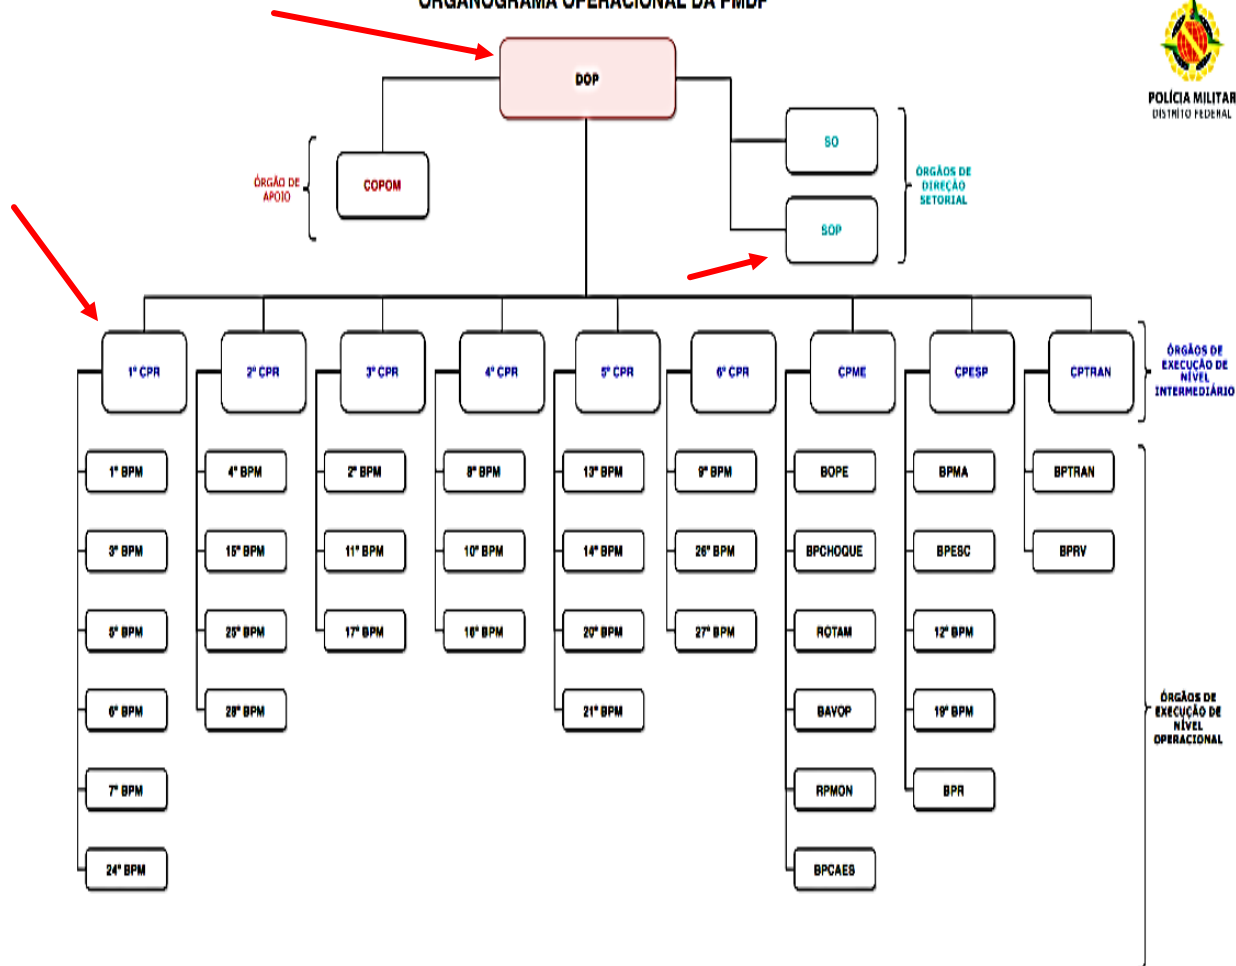 ORGANOGRAMA OPERACIONAL DA PMDF
POLÍCIA MILITAR
DISTRITO FEDERAL
DOP
SO
ÓRGÃOS DE
DIREÇÃO
SETORIAL
ÓRGÃO DE
APOIO
COPOM
SOP
1º CPR
2º CPR
3º CPR
4º CPR
5º CPR
6º CPR
CPME
CPESP
CPTRAN
ÓRGÃOS DE
EXECUÇÃO DE
NÍVEL
INTERMEDIÁRIO
1º BPM
4º BPM
2º BPM
8º BPM
13º BPM
9º BPM
BOPE
BPMA
BPTRAN
3º BPM
15º BPM
11º BPM
10º BPM
14º BPM
26º BPM
BPCHOQUE
BPESC
BPRV
5º BPM
25º BPM
17º BPM
16º BPM
20º BPM
27º BPM
ROTAM
12º BPM
6º BPM
28º BPM
21º BPM
BAVOP
19º BPM
ÓRGÃOS DE
EXECUÇÃO DE
NÍVEL
OPERACIONAL
7º BPM
RPMON
BPR
24º BPM
BPCAES